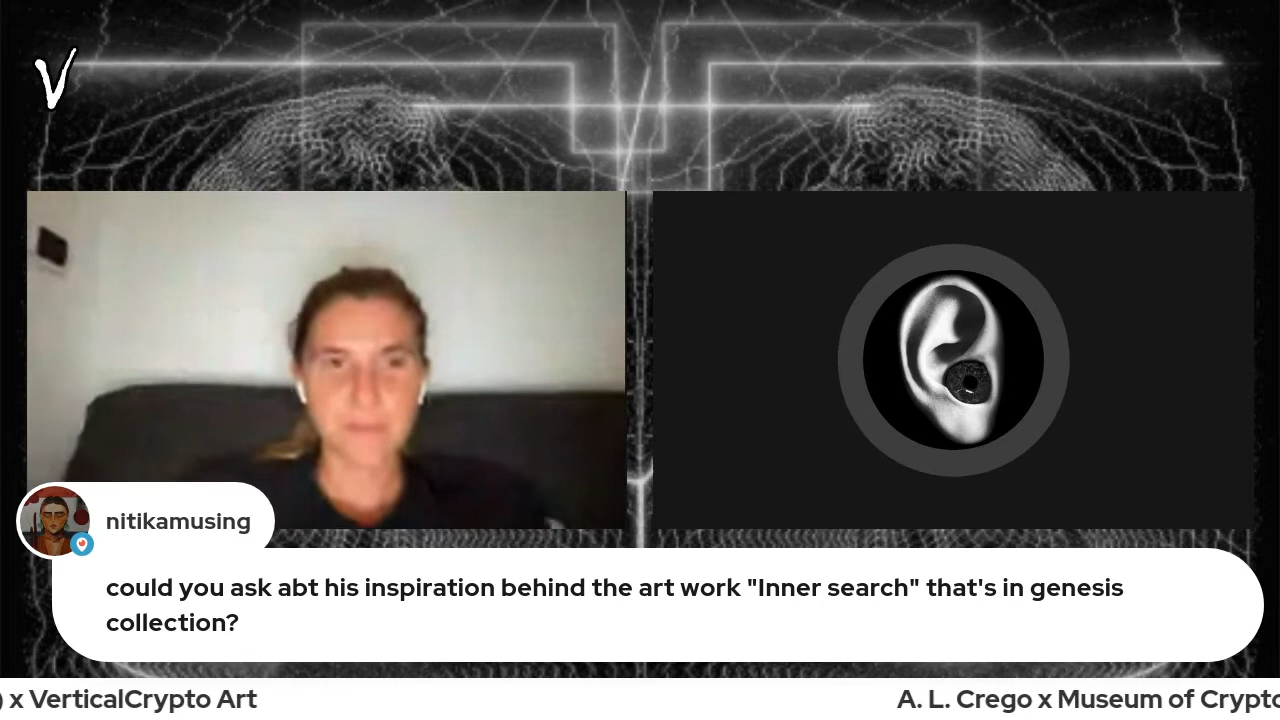 V
nitikamusing
could you ask abt his inspiration behind the art work "Inner search" that's in genesis
collection?
) x VerticalCrypto Art
A. L. Crego x Museum of Crypto